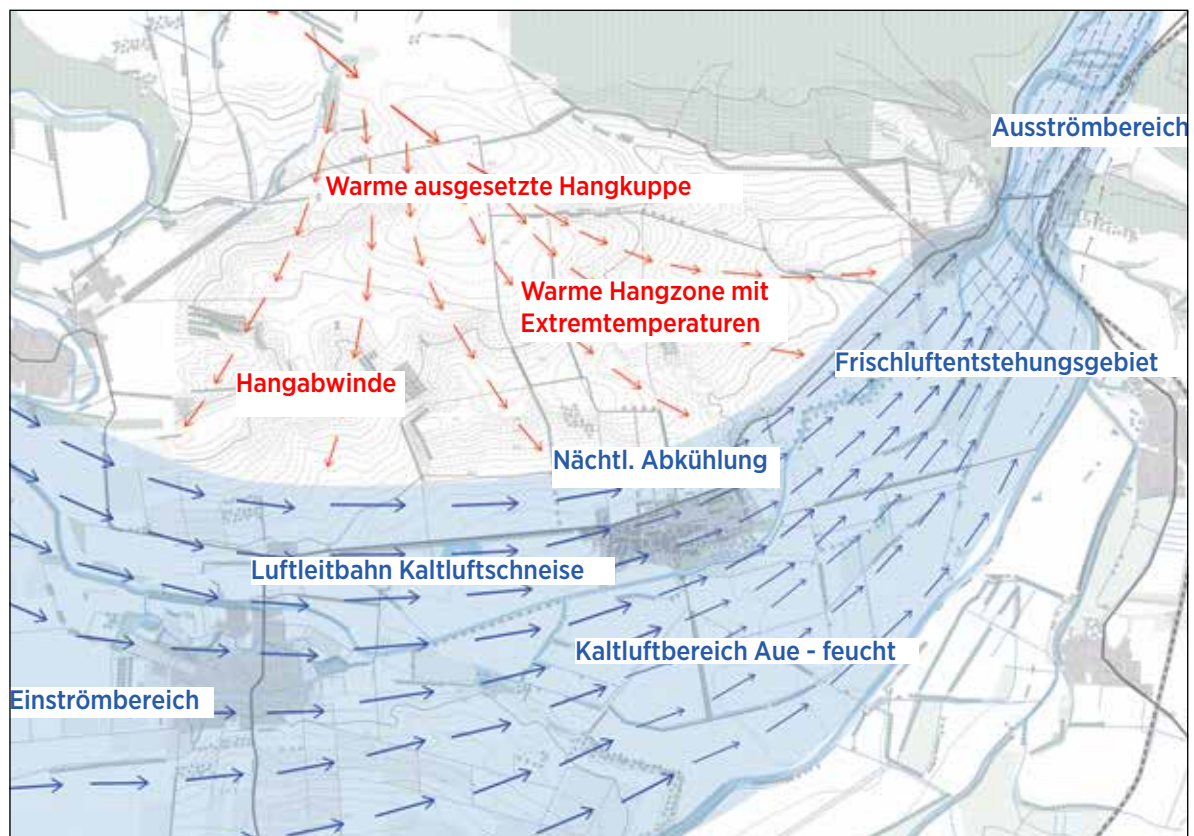 Ausströmbereich
Warme ausgesetzte Hangkuppe
Warme Hangzone mit
Extremtemperaturen
Frischluftentstehungsgebiet
Hangabwinde
Nächtl. Abkühlung
Luftleitbahn Kaltluftschneise
Kaltluftbereich Aue - feucht
Einströmbereich